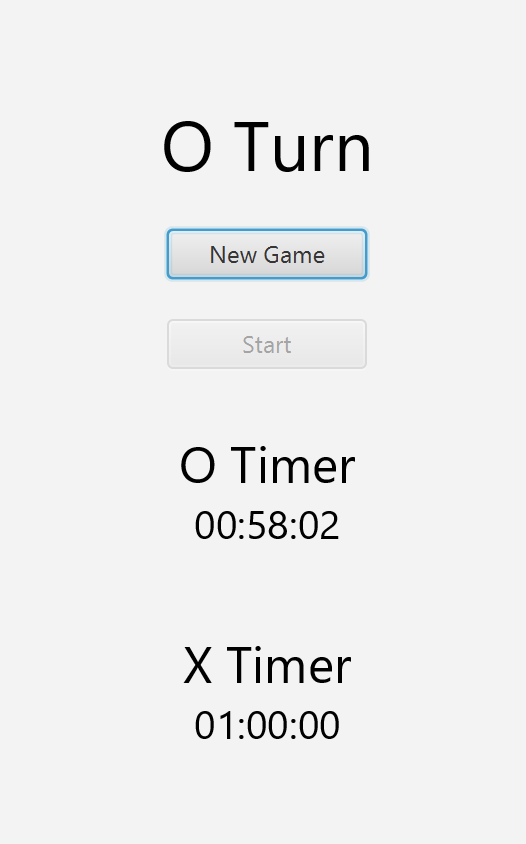 O Turn
New Game
Start
O Timer
00:58:02
X Timer
01:00:00